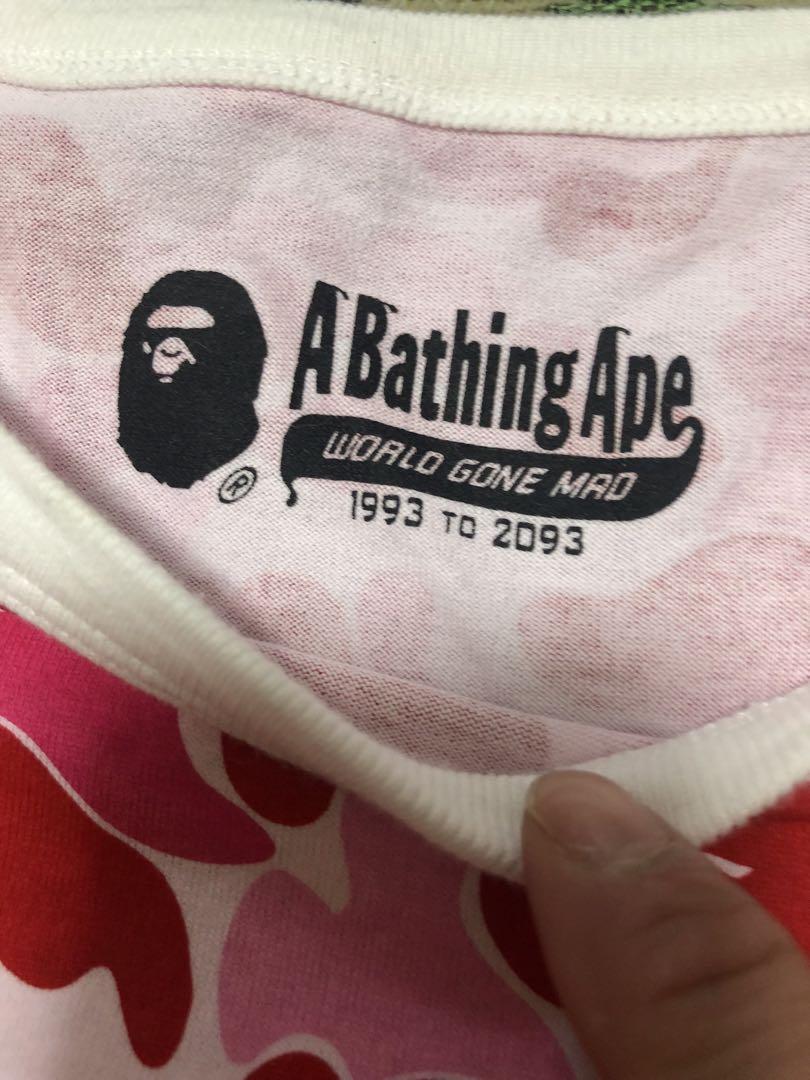 A Bathing Ape
WORLD GONE MAD
®
1993 TO 2093